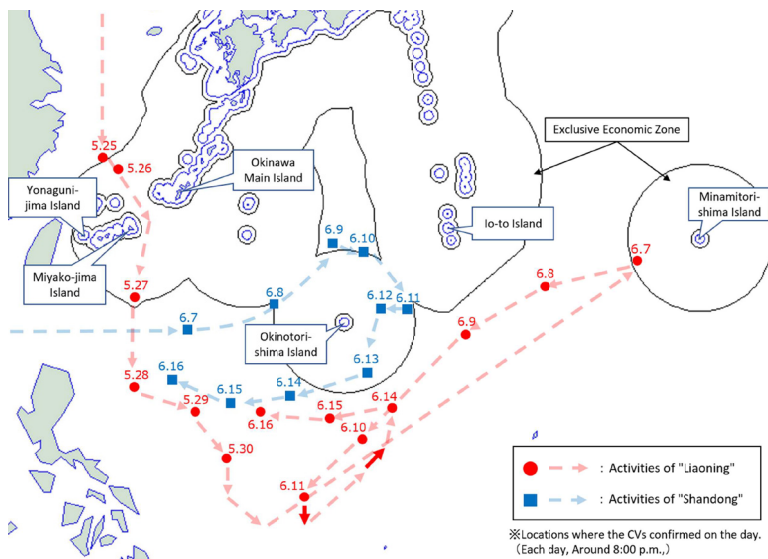 5.25
5.26
Yonaguni-
jima Island
Okinawa
Main Island
Miyako-jima
Island
5.27
Exclusive Economic Zone
Minamitori-
shima Island
Io-to Island
6.7
6.8
6.9
6.9
6.10
6.8
6.12
6.11
6.7
Okinotori-
shima Island
6.13
6.16
6.15
6.14
5.28
5.29
6.16
6.15
6.14
6.10
5.30
6.11
: Activities of "Liaoning"
: Activities of "Shandong"
※Locations where the CVs confirmed on the day.
（Each day, Around 8:00 p.m.,）